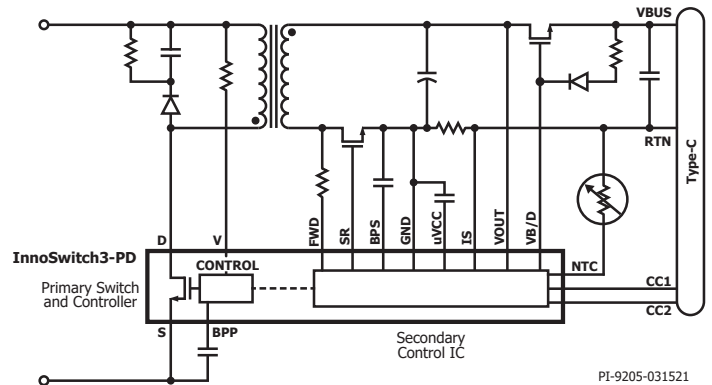 VBUS
RTN
Type-C
D
V
FWD
SR
BPS
GND
uVCC
IS
VOUT
VB/D
NTC
InnoSwitch3-PD
CONTROL
Primary Switch
and Controller
CC1
CC2
S
BPP
Secondary
Control IC
PI-9205-031521